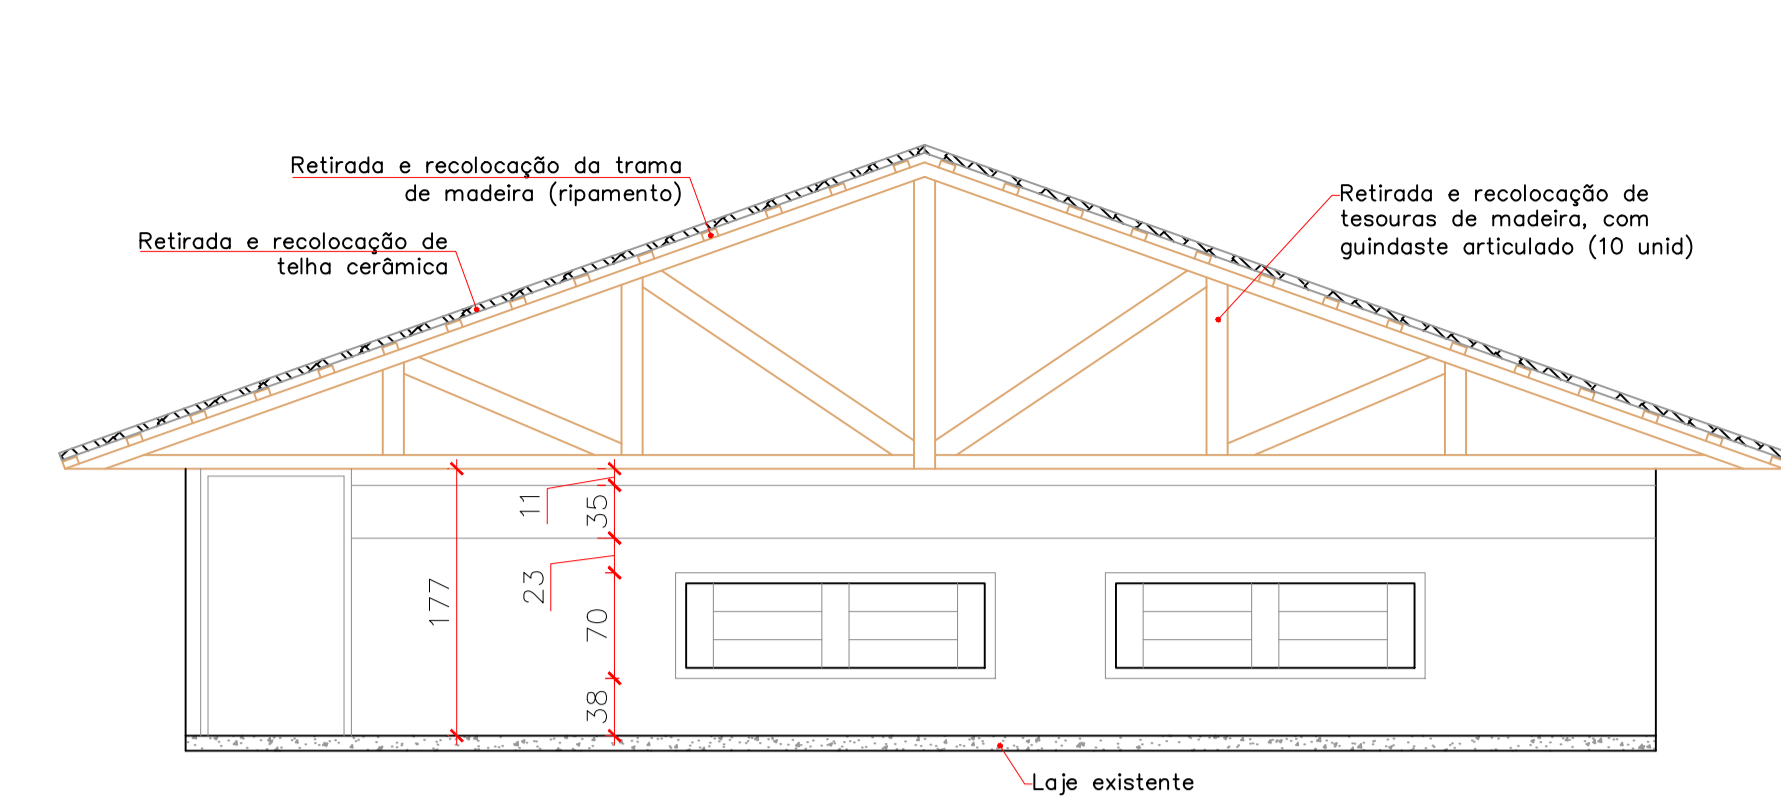 Retirada e recolocação da trama
de madeira (ripamento)
Retirada e recolocação de
telha cerâmica
Retirada e recolocação de
tesouras de madeira, com
guindaste articulado (10 unid)
11
35
23
177
70
38
Laje existente